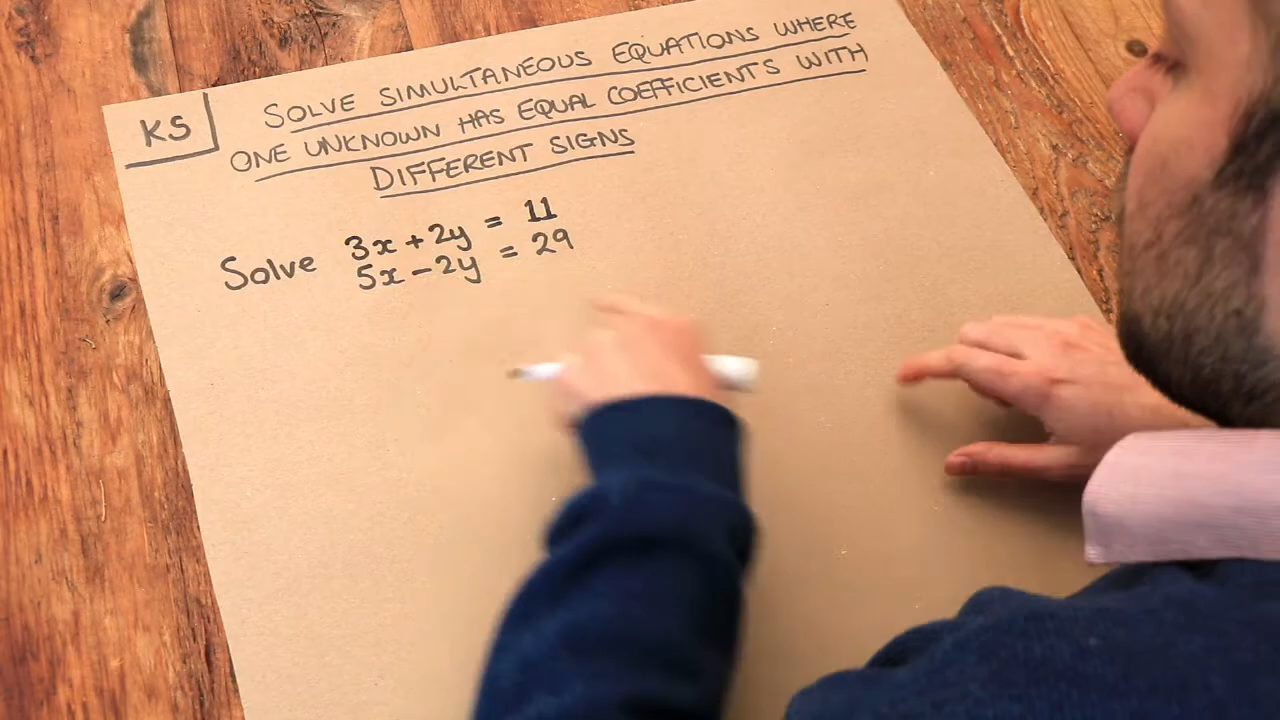 KS
SOLVE SIMULTANEOUS EQUATIONS WHERE
ONE UNKNOWN HAS EQUAL COEFFICIENTS WITH
DIFFERENT SIGNS
Solve 3x + 2y = 11
5x - 2y = 29